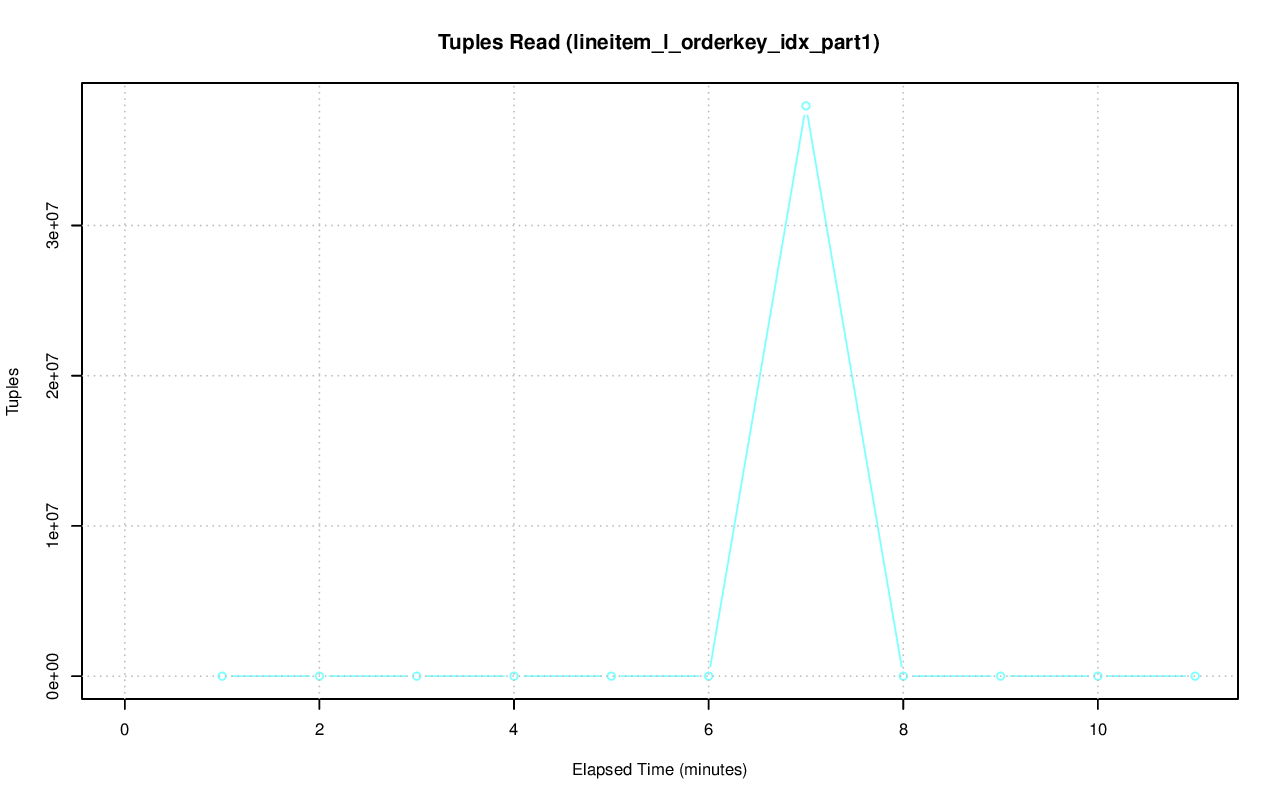 Tuples Read (lineitem_l_orderkey_idx_part1)
3e+07
2e+07
1e+07
0e+00
Tuples
0 2 4 6 8 10
Elapsed Time (minutes)